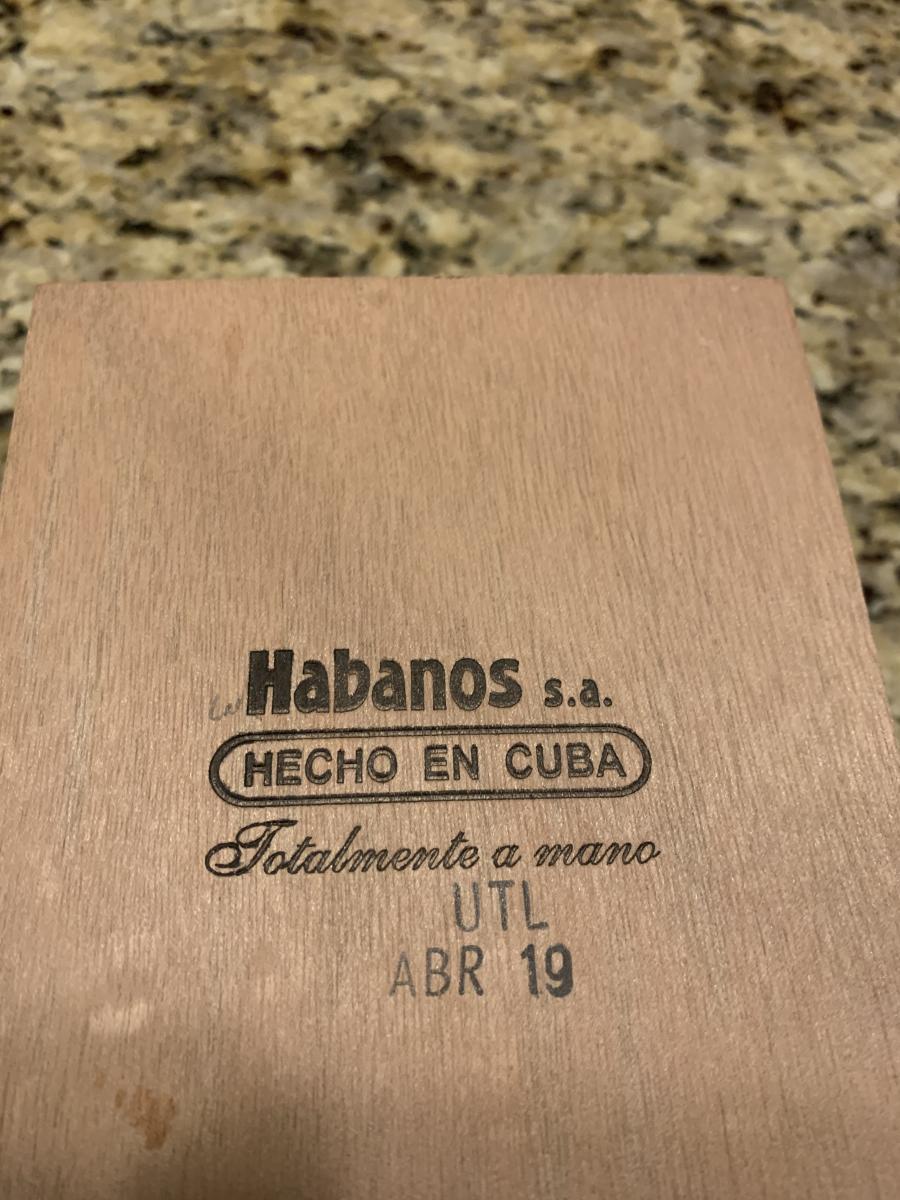 Habanos s.a.
HECHO EN CUBA
Totalmente a mano
UTL
ABR 19